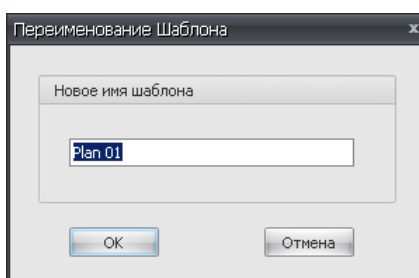 Переименование Шаблона
Новое имя шаблона
Plan 01
OK
Отмена